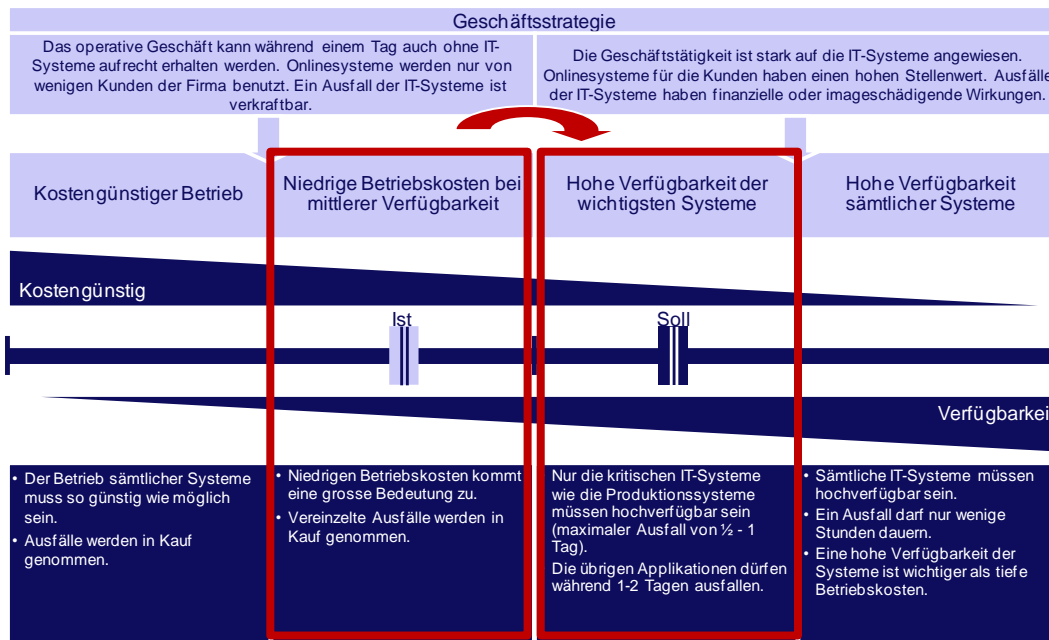 Geschäftsstrategie
Das operative Geschäft kann während einem Tag auch ohne IT-
Systeme aufrecht erhalten werden. Onlinesysteme werden nur von
wenigen Kunden der Firma benutzt. Ein Ausfall der IT-Systeme ist
verkraftbar.
Die Geschäftstätigkeit ist stark auf die IT-Systeme angewiesen.
Onlinesysteme für die Kunden haben einen hohen Stellenwert. Ausfälle
der IT-Systeme haben finanzielle oder imageschädigende Wirkungen.
Kostengünstiger Betrieb
Niedrige Betriebskosten bei
mittlerer Verfügbarkeit
Hohe Verfügbarkeit der
wichtigsten Systeme
Hohe Verfügbarkeit
sämtlicher Systeme
Kostengünstig
Ist
Soll
Verfügbarkei
• Der Betrieb sämtlicher Systeme
muss so günstig wie möglich
sein.
• Ausfälle werden in Kauf
genommen.
• Niedrigen Betriebskosten kommt
eine grosse Bedeutung zu.
• Vereinzelte Ausfälle werden in
Kauf genommen.
Nur die kritischen IT-Systeme
wie die Produktionssysteme
müssen hochverfügbar sein
(maximaler Ausfall von ½ - 1
Tag).
Die übrigen Applikationen dürfen
während 1-2 Tagen ausfallen.
• Sämtliche IT-Systeme müssen
hochverfügbar sein.
• Ein Ausfall darf nur wenige
Stunden dauern.
• Eine hohe Verfügbarkeit der
Systeme ist wichtiger als tiefe
Betriebskosten.